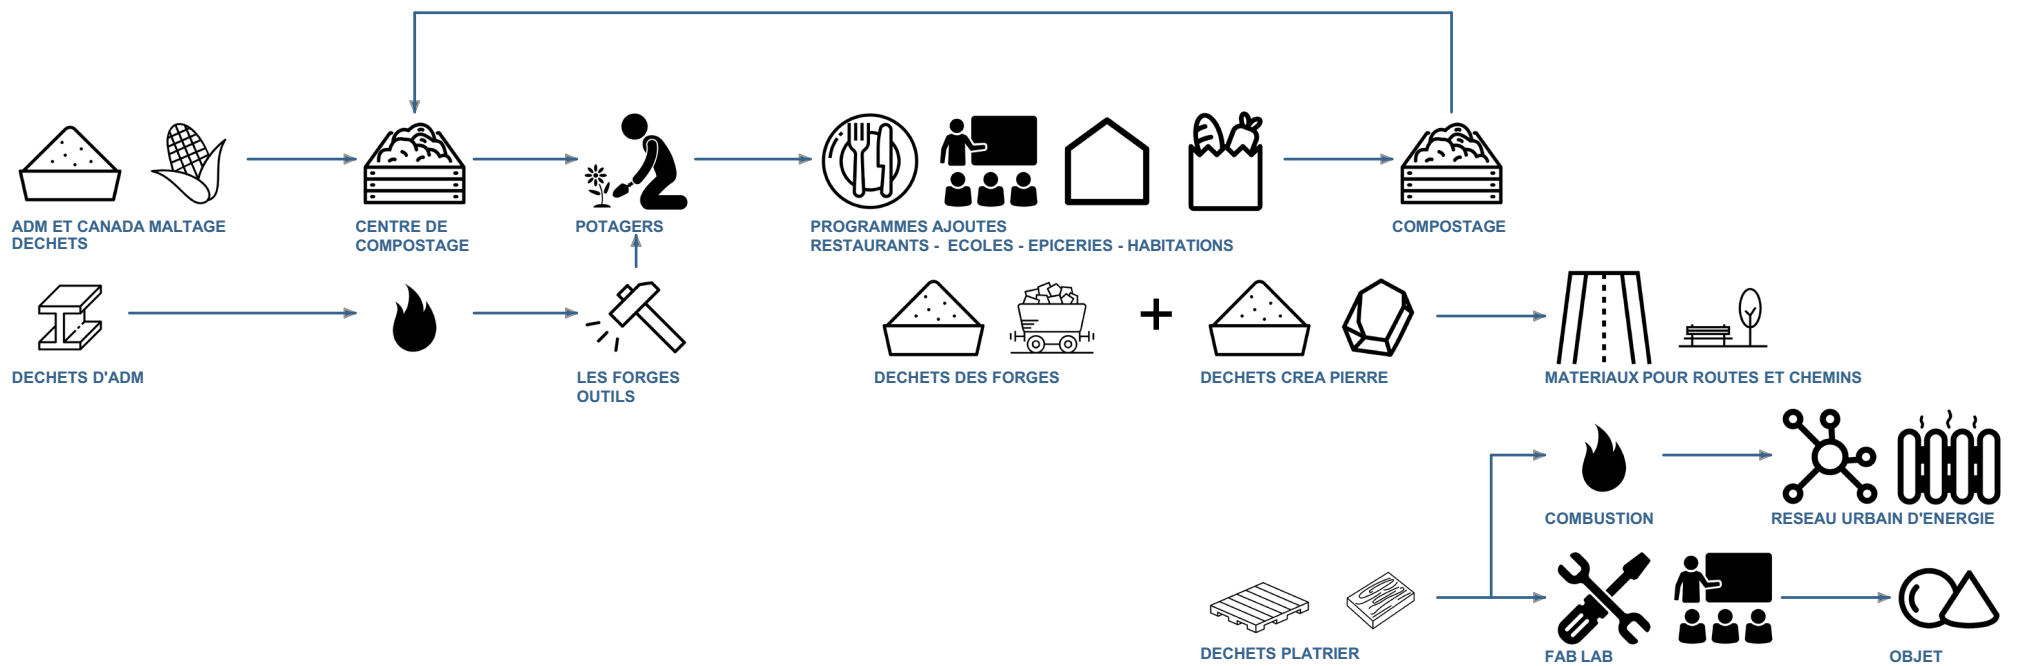 ADM ET CANADA MALTAGE
DECHETS
CENTRE DE
COMPOSTAGE
POTAGERS
PROGRAMMES AJOUTES
RESTAURANTS - ECOLES - EPICERIES - HABITATIONS
COMPOSTAGE
DECHETS D'ADM
LES FORGES
OUTILS
DECHETS DES FORGES
+
DECHETS CREA PIERRE
MATERIAUX POUR ROUTES ET CHEMINS
COMBUSTION
RESEAU URBAIN D'ENERGIE
DECHETS PLATRIER
FAB LAB
OBJET